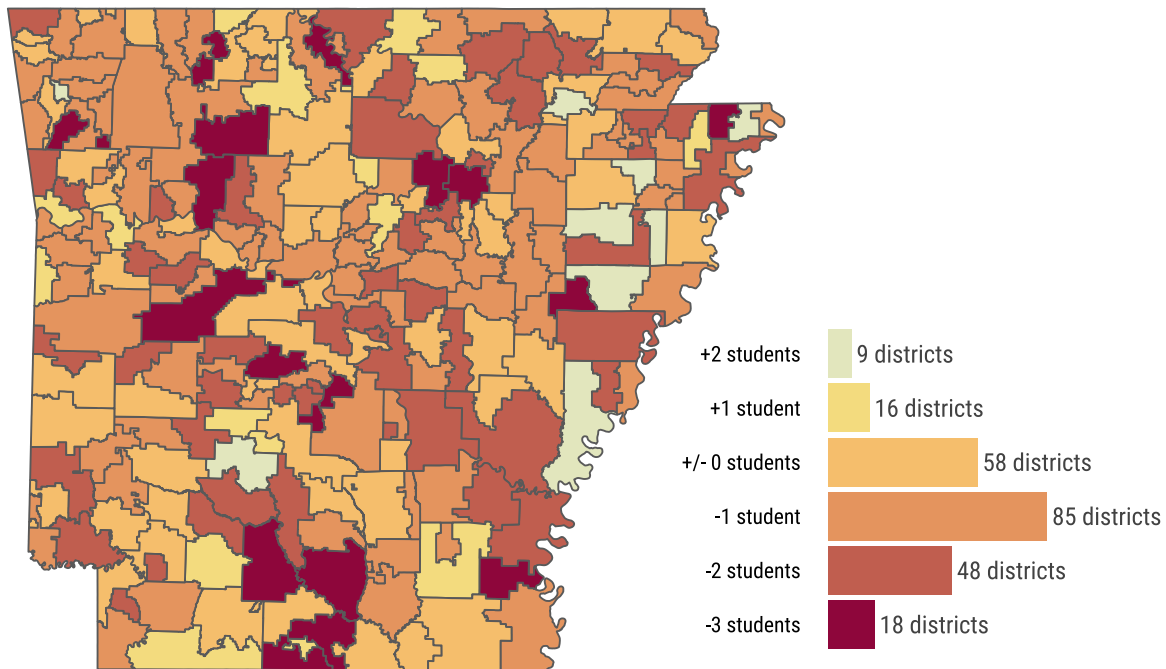 +2 students 9 districts
+1 student 16 districts
+/- 0 students 58 districts
-1 student 85 districts
-2 students 48 districts
-3 students 18 districts